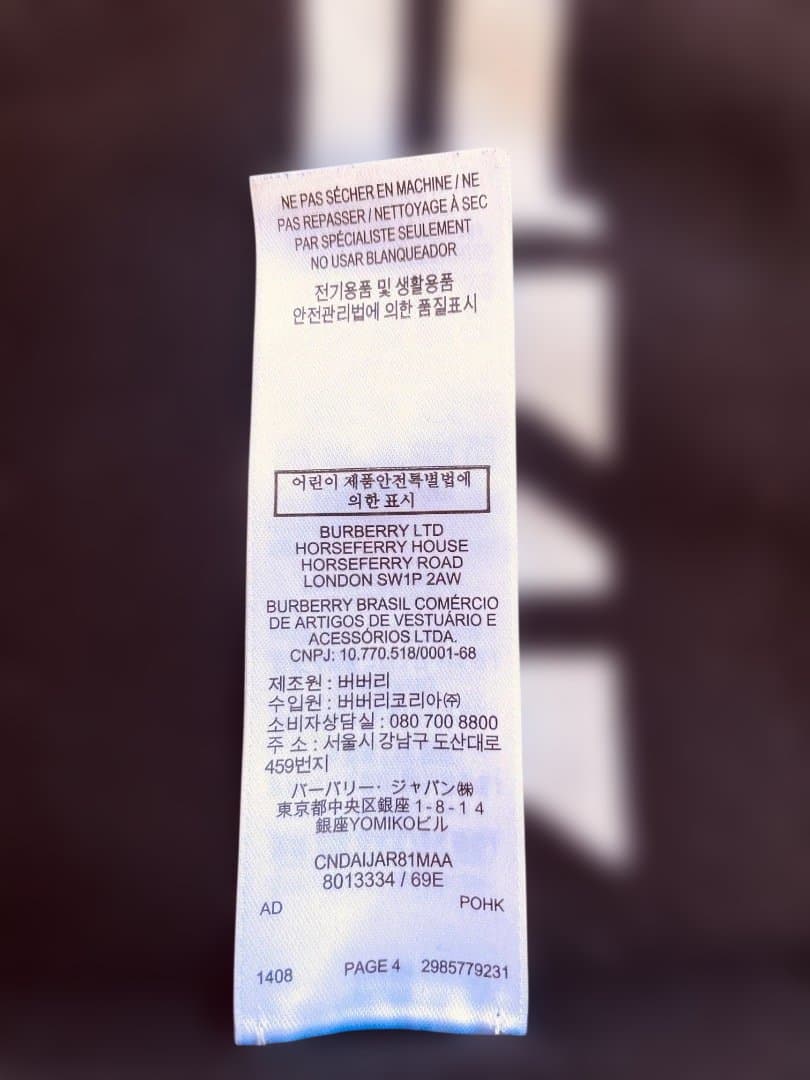 NE PAS SÉCHER EN MACHINE / NE
PAS REPASSER / NETTOYAGE À SEC
PAR SPÉCIALISTE SEULEMENT
NO USAR BLANQUEADOR
전기용품 및 생활용품
안전관리법에 의한 품질표시
어린이 제품안전특별법에
의한 표시
BURBERRY LTD
HORSEFERRY HOUSE
HORSEFERRY ROAD
LONDON SW1P 2AW
BURBERRY BRASIL COMÉRCIO
DE ARTIGOS DE VESTUÁRIO E
ACESSÓRIOS LTDA.
CNPJ: 10.770.518/0001-68
제조원 : 버버리
수입원 : 버버리코리아㈜
소비자상담실 : 080 700 8800
주 소 : 서울시 강남구 도산대로
459번지
バーバリー・ジャパン㈱
東京都中央区銀座 1-8-14
銀座YOMIKOビル
CNDAIJAR81MAA
8013334 / 69E
AD POHK
1408 PAGE 4 2985779231